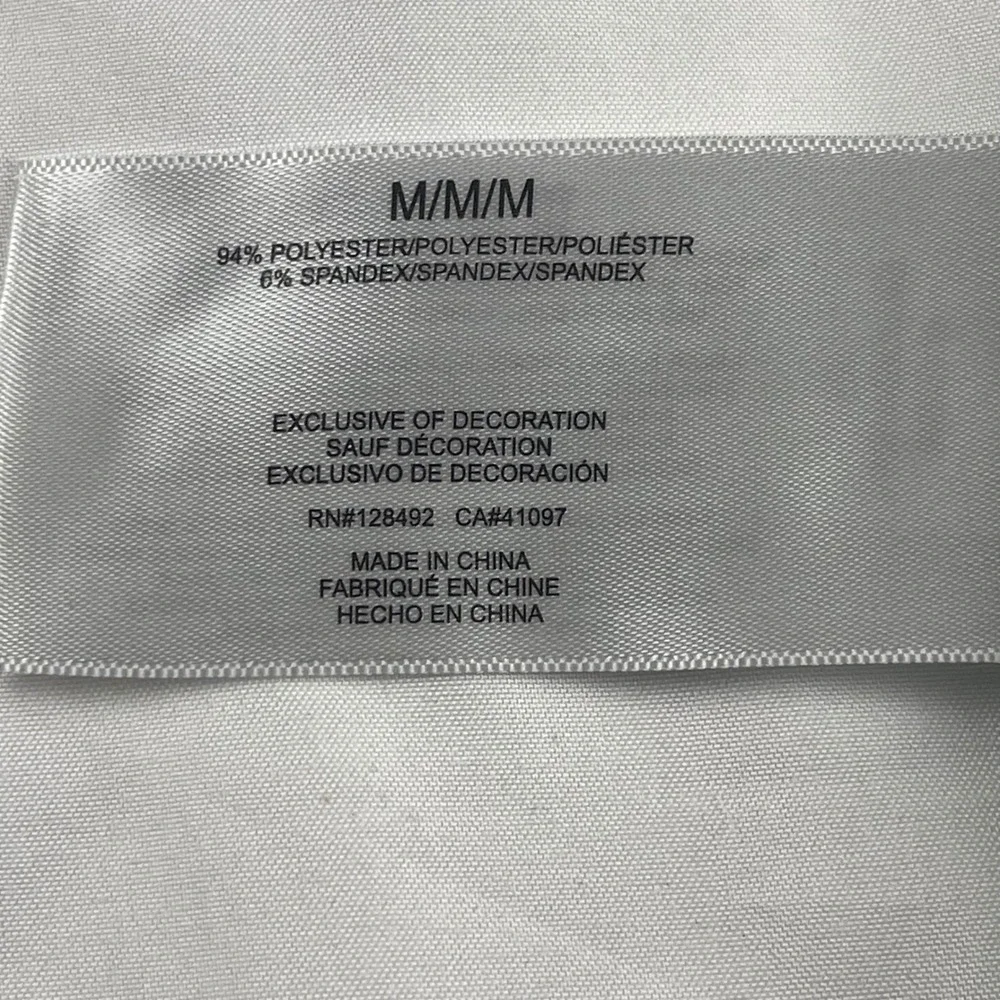 M/M/M
94% POLYESTER/POLYESTER/POLIÉSTER
6% SPANDEX/SPANDEX/SPANDEX
EXCLUSIVE OF DECORATION
SAUF DÉCORATION
EXCLUSIVO DE DECORACIÓN
RN#128492 CA#41097
MADE IN CHINA
FABRIQUÉ EN CHINE
HECHO EN CHINA